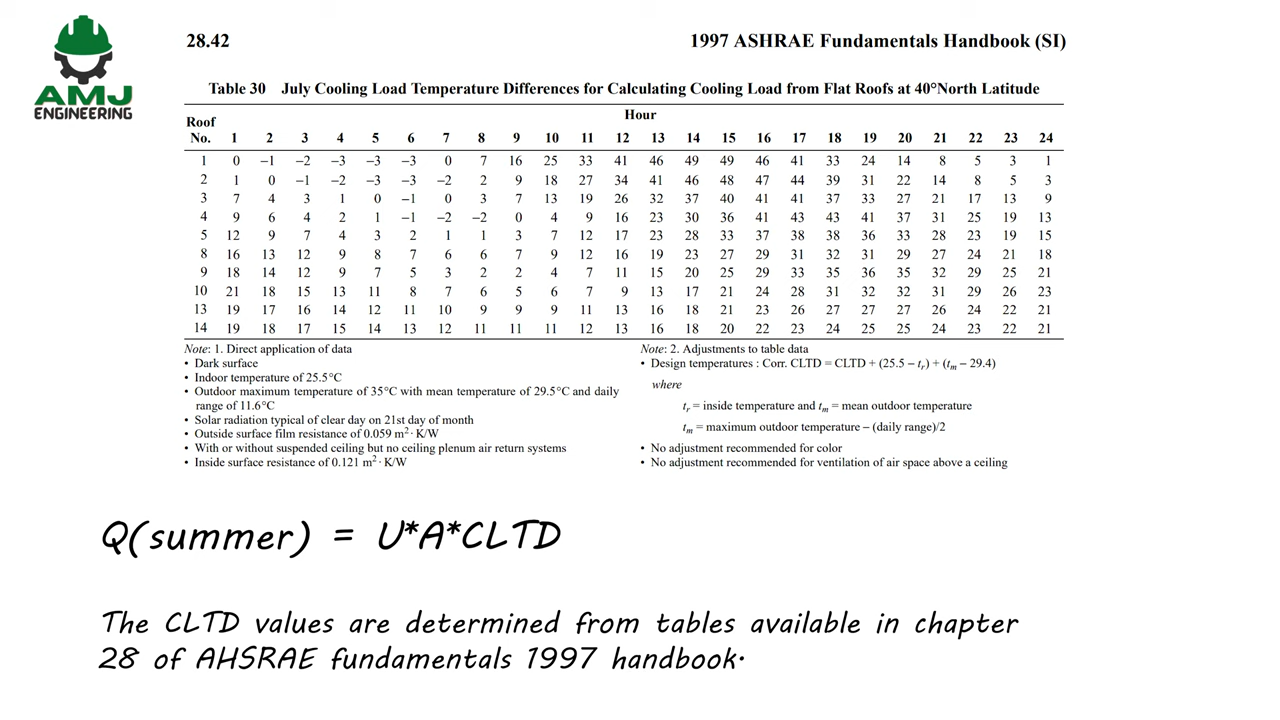 AMJ
ENGINEERING
28.42 1997 ASHRAE Fundamentals Handbook (SI)
Table 30 July Cooling Load Temperature Differences for Calculating Cooling Load from Flat Roofs at 40°North Latitude
Roof Hour
No. 1 2 3 4 5 6 7 8 9 10 11 12 13 14 15 16 17 18 19 20 21 22 23 24
1 0 −1 −2 −3 −3 −3 0 7 16 25 33 41 46 49 49 46 41 33 24 14 8 5 3 1
2 1 0 −1 −2 −3 −3 −2 2 9 18 27 34 41 46 48 47 44 39 31 22 14 8 5 3
3 7 4 3 1 0 −1 0 3 7 13 19 26 32 37 40 41 41 37 33 27 21 17 13 9
4 9 6 4 2 1 −1 −2 −2 0 4 9 16 23 30 36 41 43 43 41 37 31 25 19 13
5 12 9 7 4 3 2 1 1 3 7 12 17 23 28 33 37 38 38 36 33 28 23 19 15
8 16 13 12 9 8 7 6 6 7 9 12 16 19 23 27 29 31 32 31 29 27 24 21 18
9 18 14 12 9 7 5 3 2 2 4 7 11 15 20 25 29 33 35 36 35 32 29 25 21
10 21 18 15 13 11 8 7 6 5 6 7 9 13 17 21 24 28 31 32 32 31 29 26 23
13 19 17 16 14 12 11 10 9 9 9 11 13 16 18 21 23 26 27 27 27 26 24 22 21
14 19 18 17 15 14 13 12 11 11 11 12 13 16 18 20 22 23 24 25 25 24 23 22 21
Note: 1. Direct application of data
• Dark surface
• Indoor temperature of 25.5°C
• Outdoor maximum temperature of 35°C with mean temperature of 29.5°C and daily
range of 11.6°C
• Solar radiation typical of clear day on 21st day of month
• Outside surface film resistance of 0.059 m²· K/W
• With or without suspended ceiling but no ceiling plenum air return systems
• Inside surface resistance of 0.121 m²· K/W
Note: 2. Adjustments to table data
• Design temperatures : Corr. CLTD = CLTD + (25.5 − tr) + (tm − 29.4)
where
tr = inside temperature and tm = mean outdoor temperature
tm = maximum outdoor temperature − (daily range)/2
• No adjustment recommended for color
• No adjustment recommended for ventilation of air space above a ceiling
Q(summer) = U*A*CLTD
The CLTD values are determined from tables available in chapter
28 of AHSRAE fundamentals 1997 handbook.